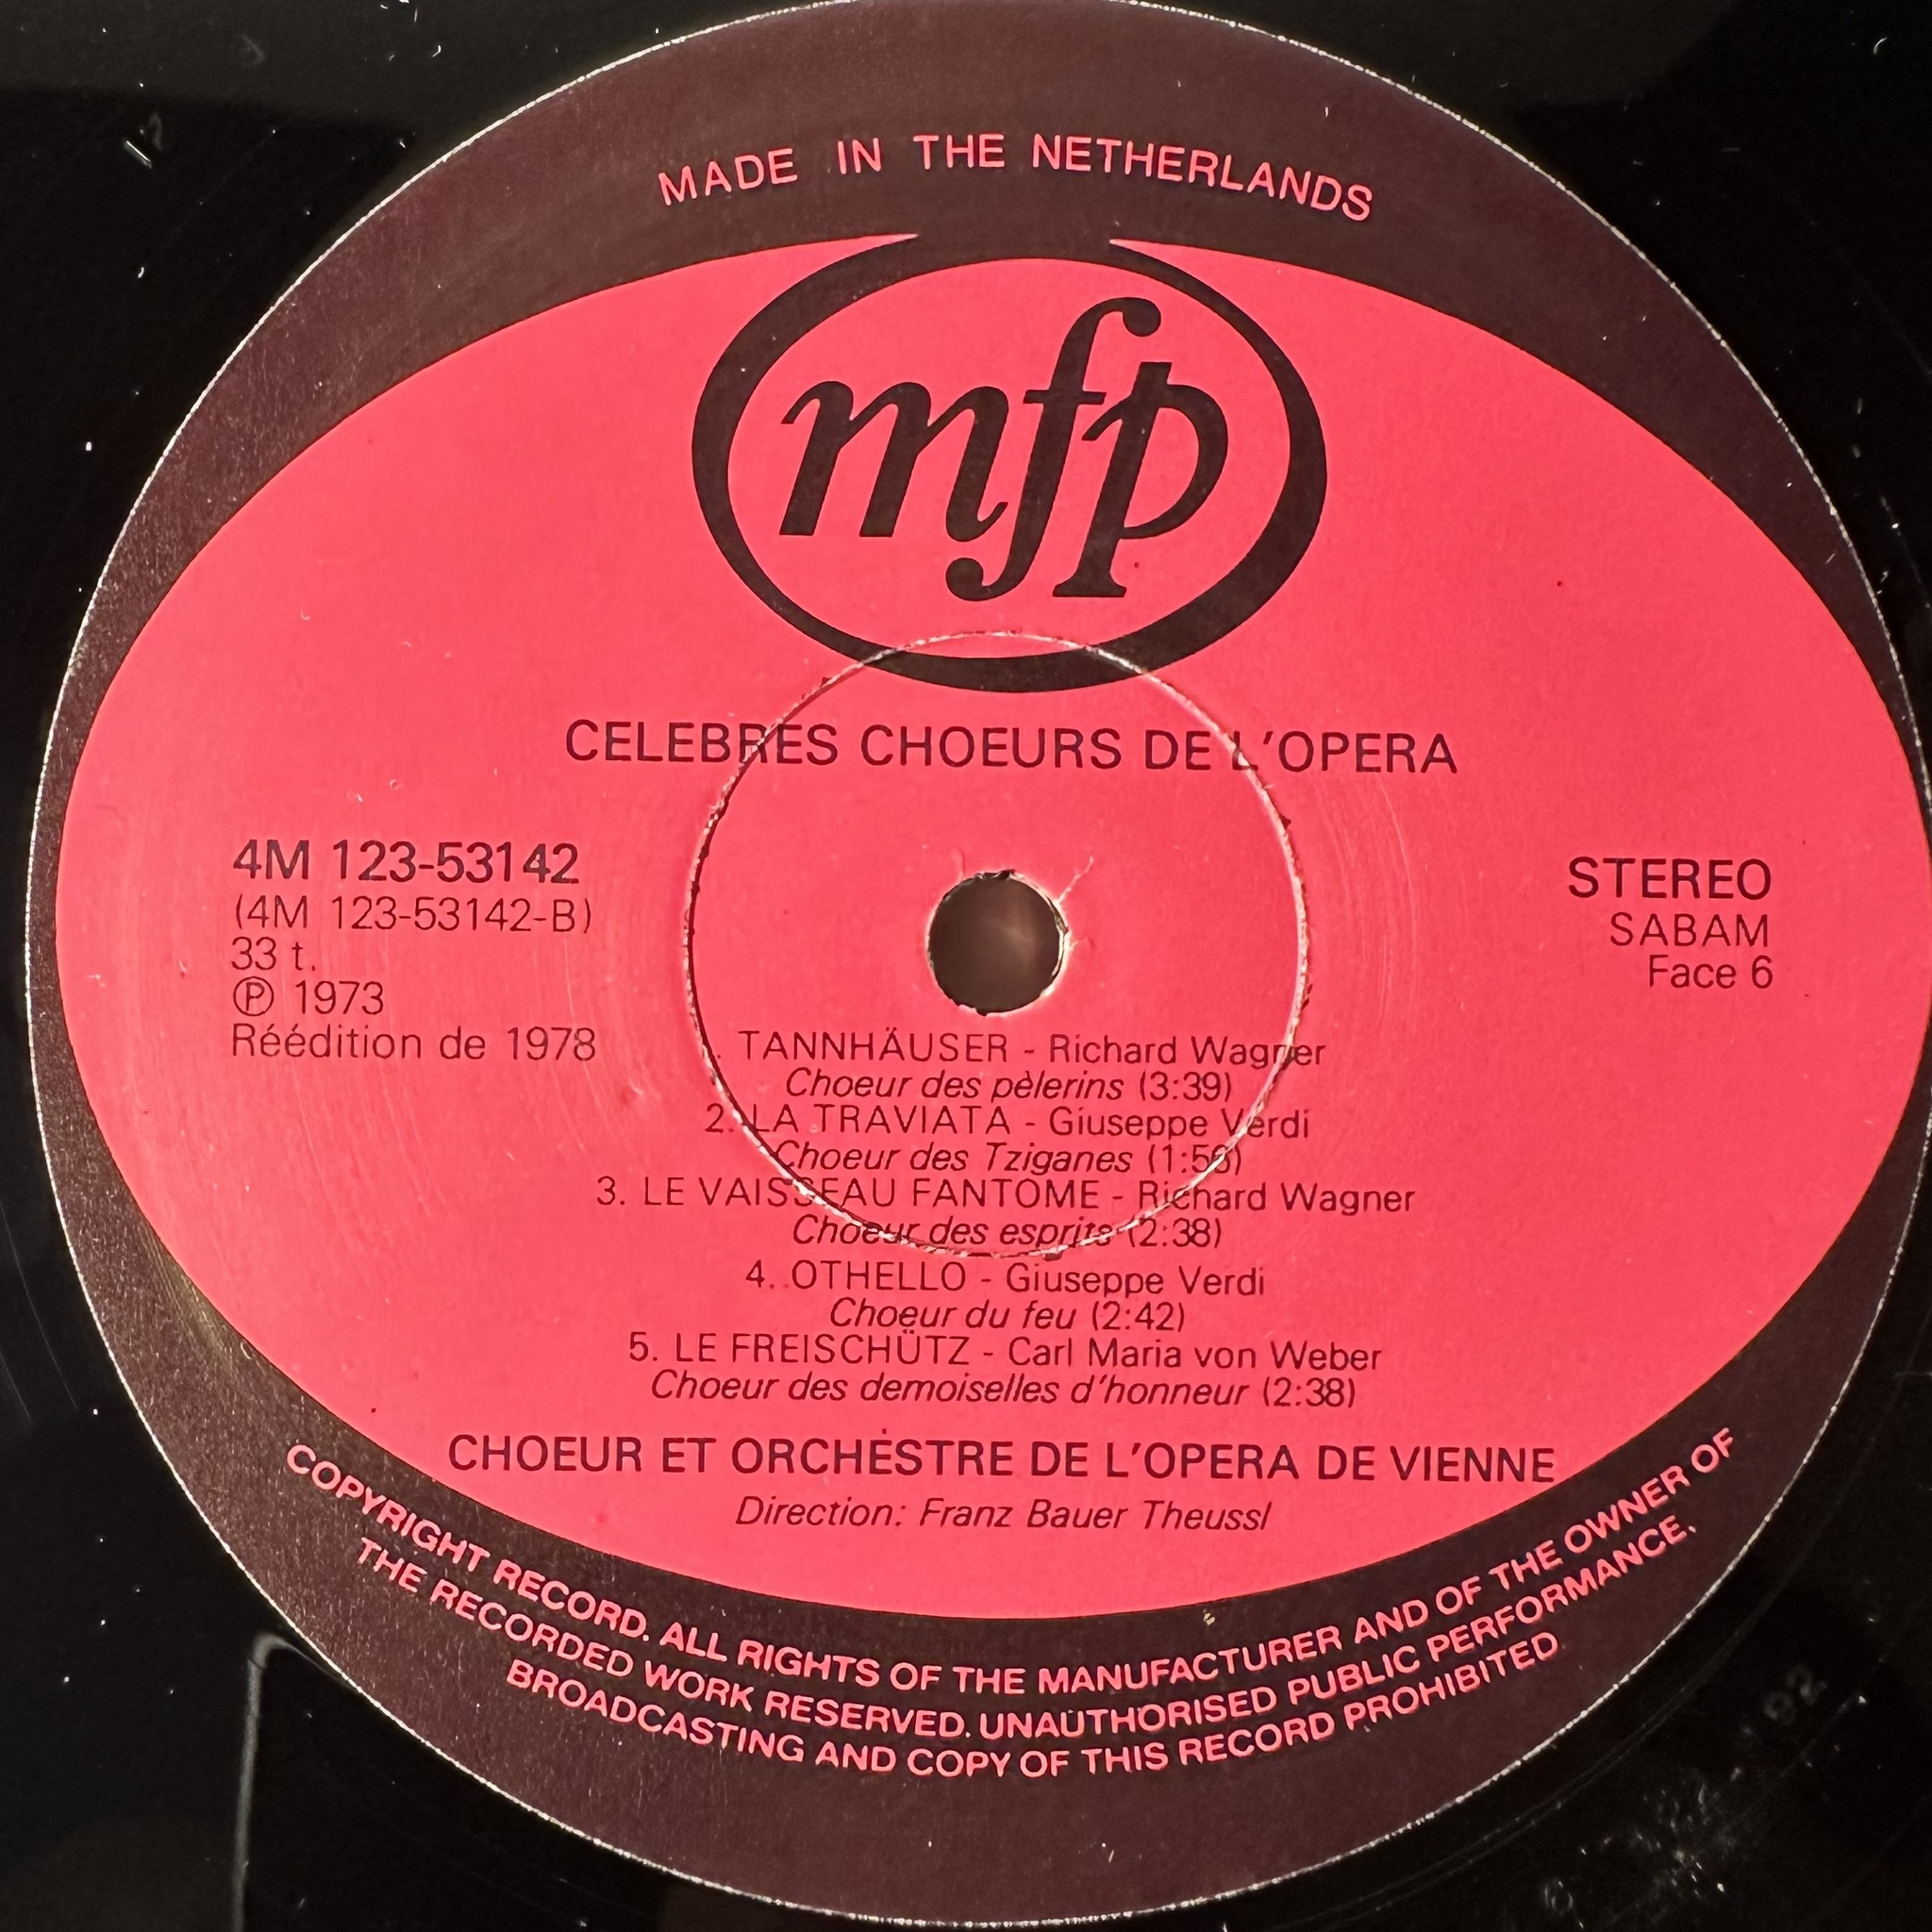 MADE IN THE NETHERLANDS
mfp
CELEBRES CHOEURS DE L'OPERA
4M 123-53142
(4M 123-53142-B)
33 t.
Ⓟ 1973
Réédition de 1978
STEREO
SABAM
Face 6
. TANNHÄUSER - Richard Wagner
Choeur des pèlerins (3:39)
2. LA TRAVIATA - Giuseppe Verdi
Choeur des Tziganes (1:56)
3. LE VAISSEAU FANTOME - Richard Wagner
Choeur des esprits (2:38)
4. OTHELLO - Giuseppe Verdi
Choeur du feu (2:42)
5. LE FREISCHÜTZ - Carl Maria von Weber
Choeur des demoiselles d'honneur (2:38)
CHOEUR ET ORCHESTRE DE L'OPERA DE VIENNE
Direction: Franz Bauer Theussl
COPYRIGHT RECORD. ALL RIGHTS OF THE MANUFACTURER AND OF THE OWNER OF
THE RECORDED WORK RESERVED. UNAUTHORISED PUBLIC PERFORMANCE,
BROADCASTING AND COPY OF THIS RECORD PROHIBITED